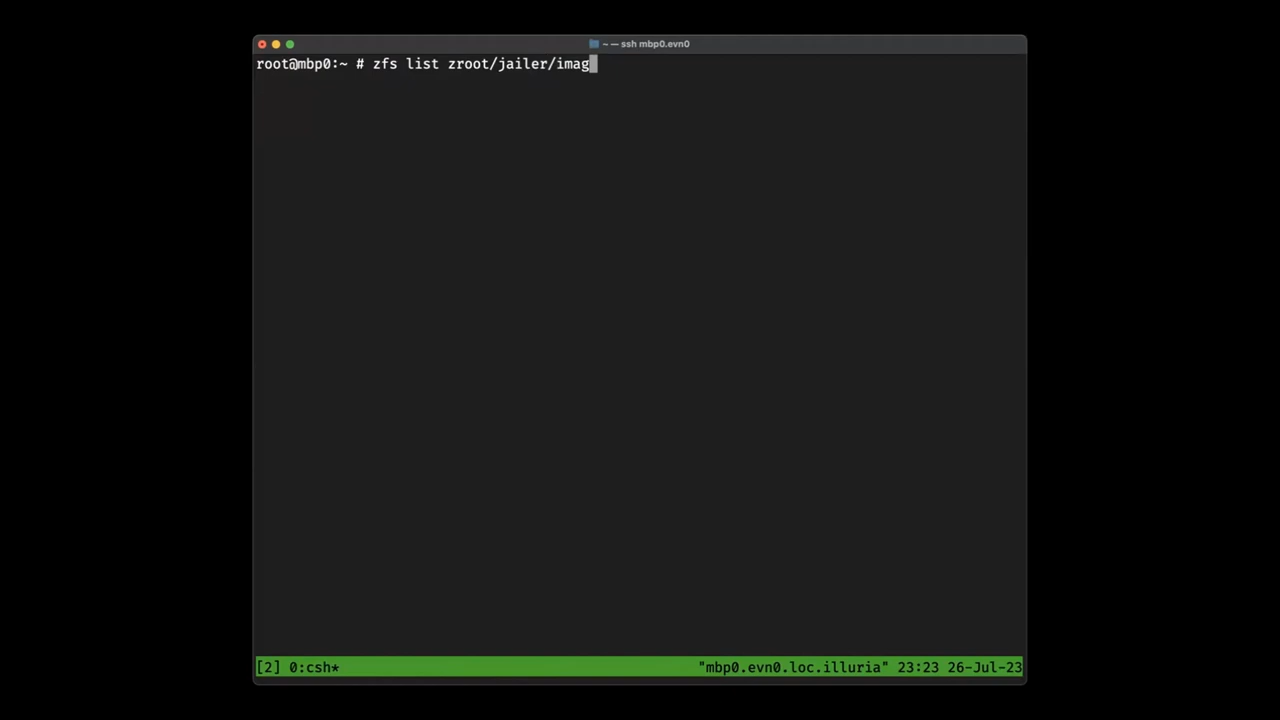 ~ — ssh mbp0.evn0
root@mbp0:~ # zfs list zroot/jailer/imag
[2] 0:csh* "mbp0.evn0.loc.illuria" 23:23 26-Jul-23